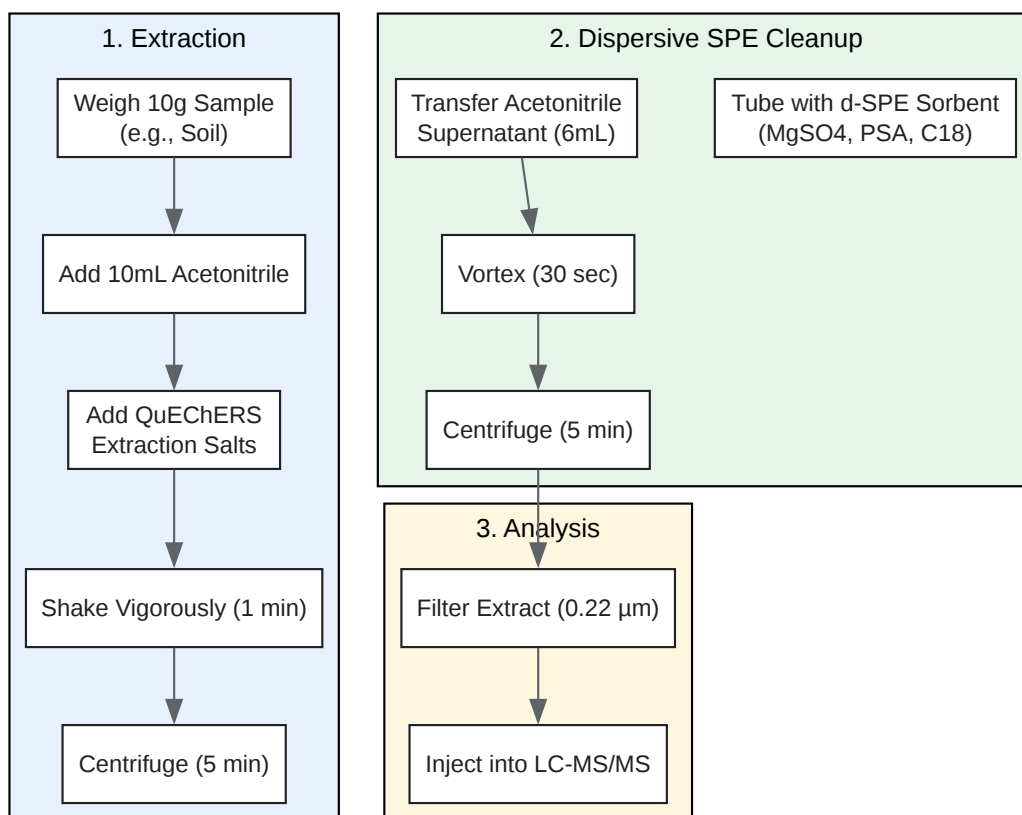 1. Extraction
Weigh 10g Sample
(e.g., Soil)
Add 10mL Acetonitrile
Add QuEChERS
Extraction Salts
Shake Vigorously (1 min)
Centrifuge (5 min)
2. Dispersive SPE Cleanup
Transfer Acetonitrile
Supernatant (6mL)
Tube with d-SPE Sorbent
(MgSO4, PSA, C18)
Vortex (30 sec)
Centrifuge (5 min)
3. Analysis
Filter Extract (0.22 µm)
Inject into LC-MS/MS